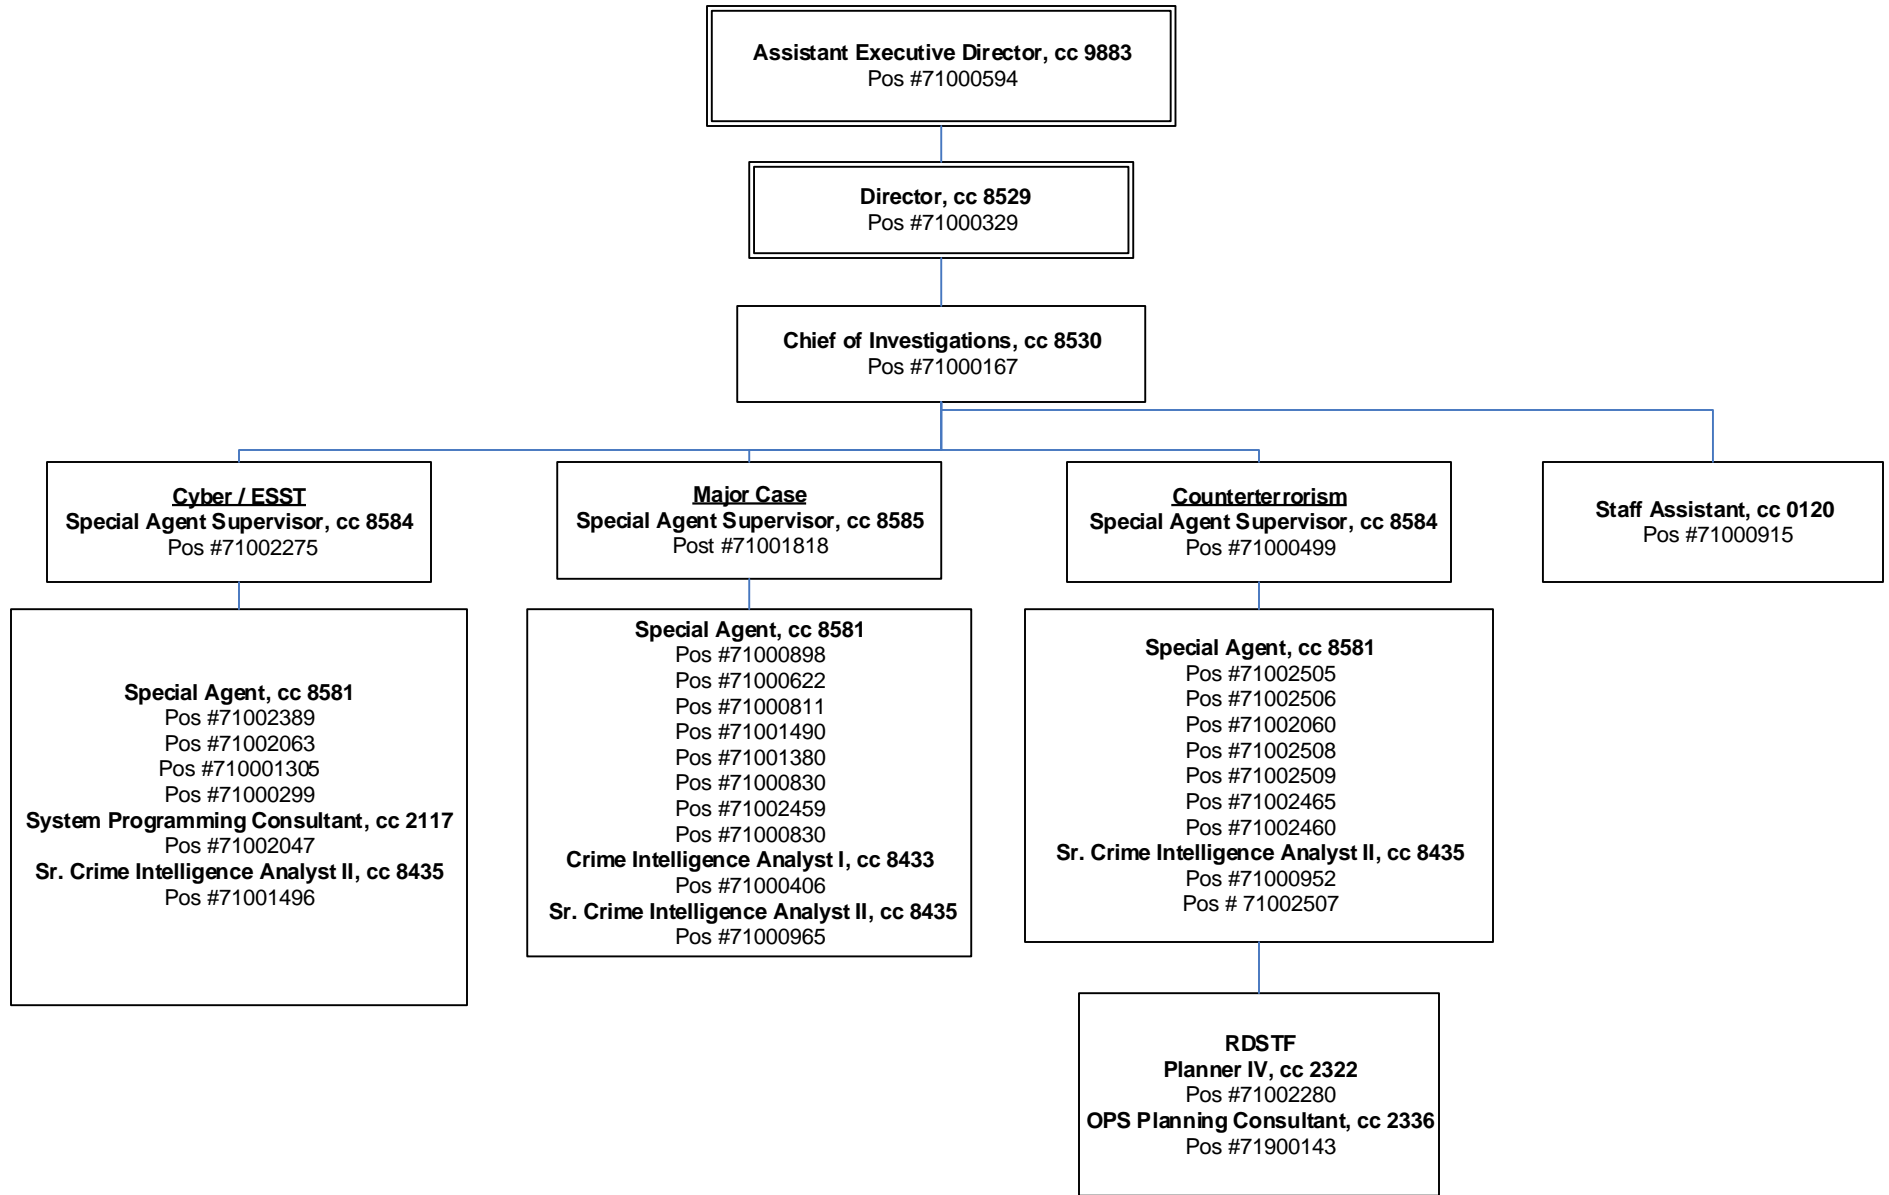 Assistant Executive Director, cc 9883
Pos #71000594
Director, cc 8529
Pos #71000329
Chief of Investigations, cc 8530
Pos #71000167
Cyber / ESST
Special Agent Supervisor, cc 8584
Pos #71002275
Major Case
Special Agent Supervisor, cc 8585
Post #71001818
Counterterrorism
Special Agent Supervisor, cc 8584
Pos #71000499
Staff Assistant, cc 0120
Pos #71000915
Special Agent, cc 8581
Pos #71002389
Pos #71002063
Pos #710001305
Pos #71000299
System Programming Consultant, cc 2117
Pos #71002047
Sr. Crime Intelligence Analyst II, cc 8435
Pos #71001496
Special Agent, cc 8581
Pos #71000898
Pos #71000622
Pos #71000811
Pos #71001490
Pos #71001380
Pos #71000830
Pos #71002459
Pos #71000830
Crime Intelligence Analyst I, cc 8433
Pos #71000406
Sr. Crime Intelligence Analyst II, cc 8435
Pos #71000965
Special Agent, cc 8581
Pos #71002505
Pos #71002506
Pos #71002060
Pos #71002508
Pos #71002509
Pos #71002465
Pos #71002460
Sr. Crime Intelligence Analyst II, cc 8435
Pos #71000952
Pos # 71002507
RDSTF
Planner IV, cc 2322
Pos #71002280
OPS Planning Consultant, cc 2336
Pos #71900143